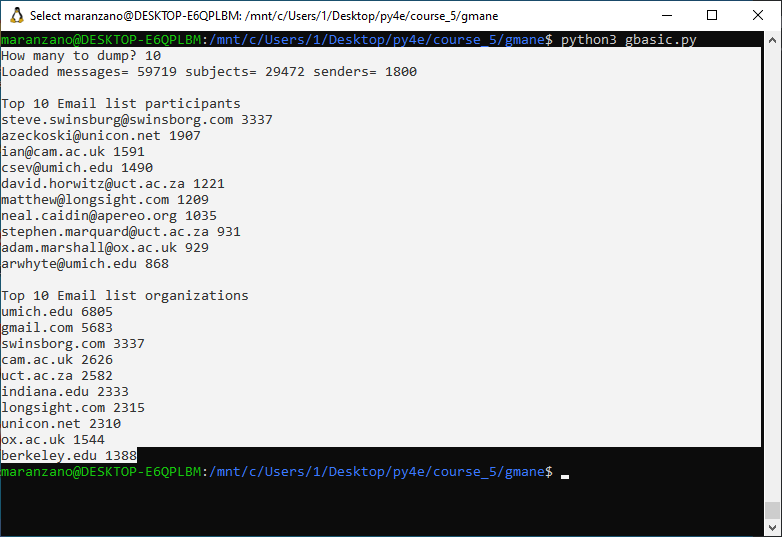 Select maranzano@DESKTOP-E6QPLBM: /mnt/c/Users/1/Desktop/py4e/course_5/gmane
maranzano@DESKTOP-E6QPLBM:/mnt/c/Users/1/Desktop/py4e/course_5/gmane$ python3 gbasic.py
How many to dump? 10
Loaded messages= 59719 subjects= 29472 senders= 1800
Top 10 Email list participants
steve.swinsburg@swinsborg.com 3337
azeckoski@unicon.net 1907
ian@cam.ac.uk 1591
csev@umich.edu 1490
david.horwitz@uct.ac.za 1221
matthew@longsight.com 1209
neal.caidin@apereo.org 1035
stephen.marquard@uct.ac.za 931
adam.marshall@ox.ac.uk 929
arwhyte@umich.edu 868
Top 10 Email list organizations
umich.edu 6805
gmail.com 5683
swinsborg.com 3337
cam.ac.uk 2626
uct.ac.za 2582
indiana.edu 2333
longsight.com 2315
unicon.net 2310
ox.ac.uk 1544
berkeley.edu 1388
maranzano@DESKTOP-E6QPLBM:/mnt/c/Users/1/Desktop/py4e/course_5/gmane$